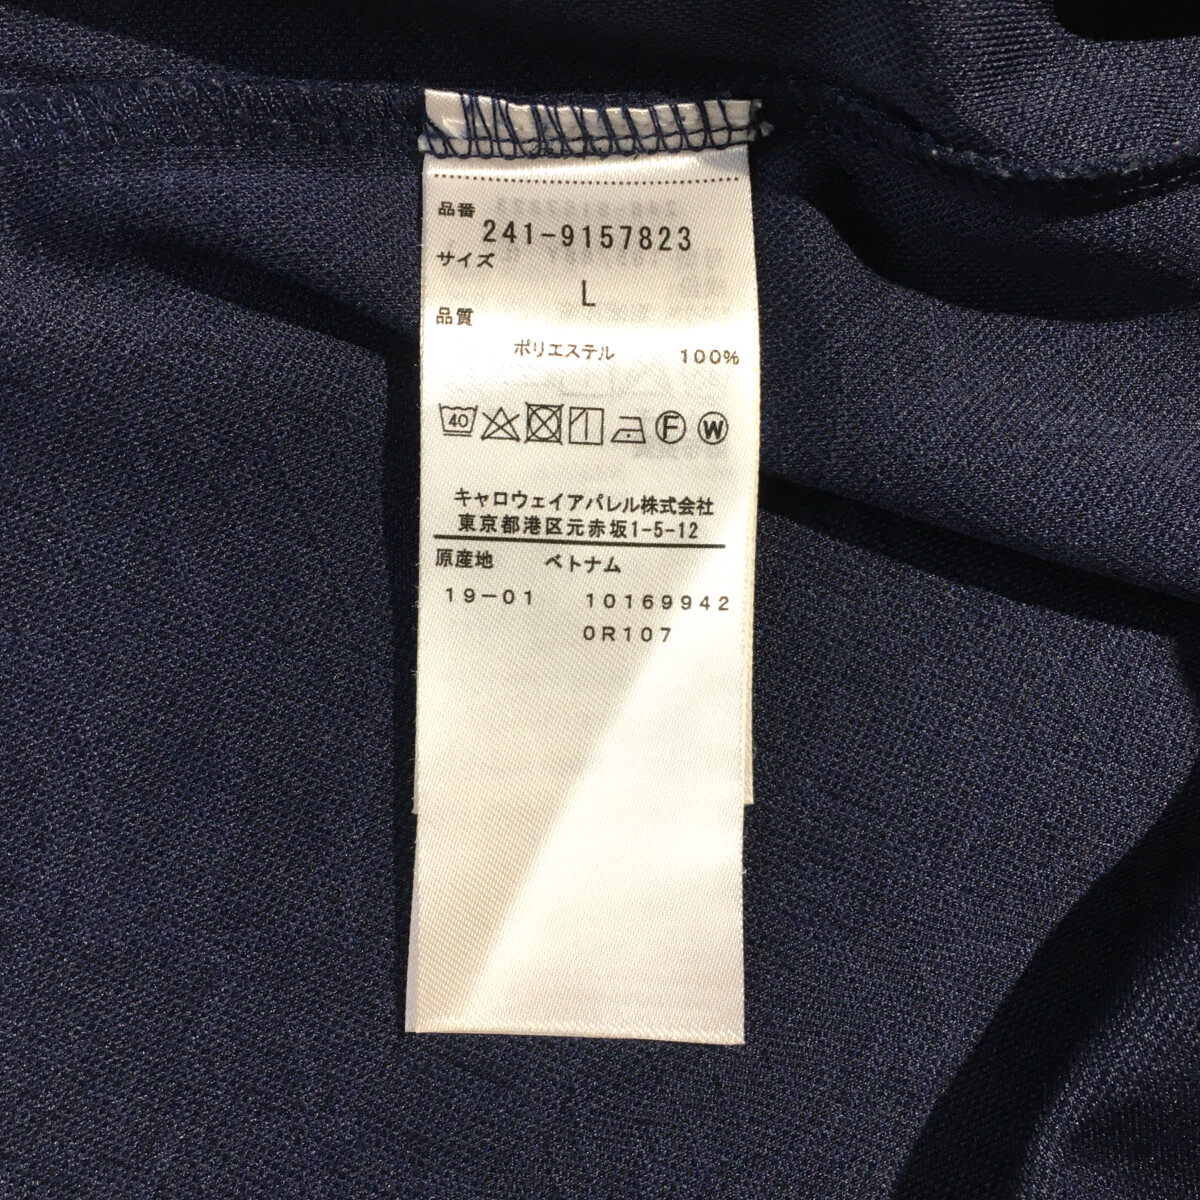 品番
241-9157823
サイズ
L
品質
ポリエステル 100%
40 F W
キャロウェイアパレル株式会社
東京都港区元赤坂1-5-12
原産地 ベトナム
19-01 10169942
0R107